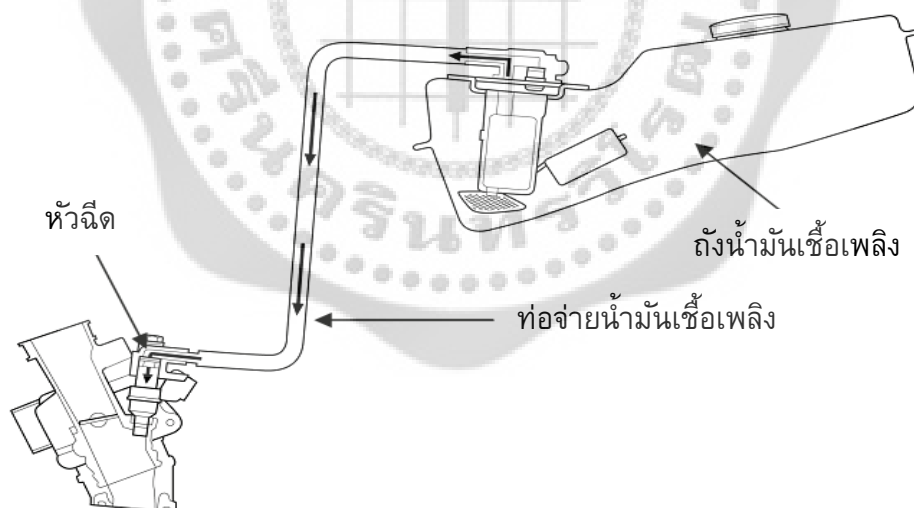 หัวฉีด
ถังน้ำมันเชื้อเพลิง
ท่อจ่ายน้ำมันเชื้อเพลิง